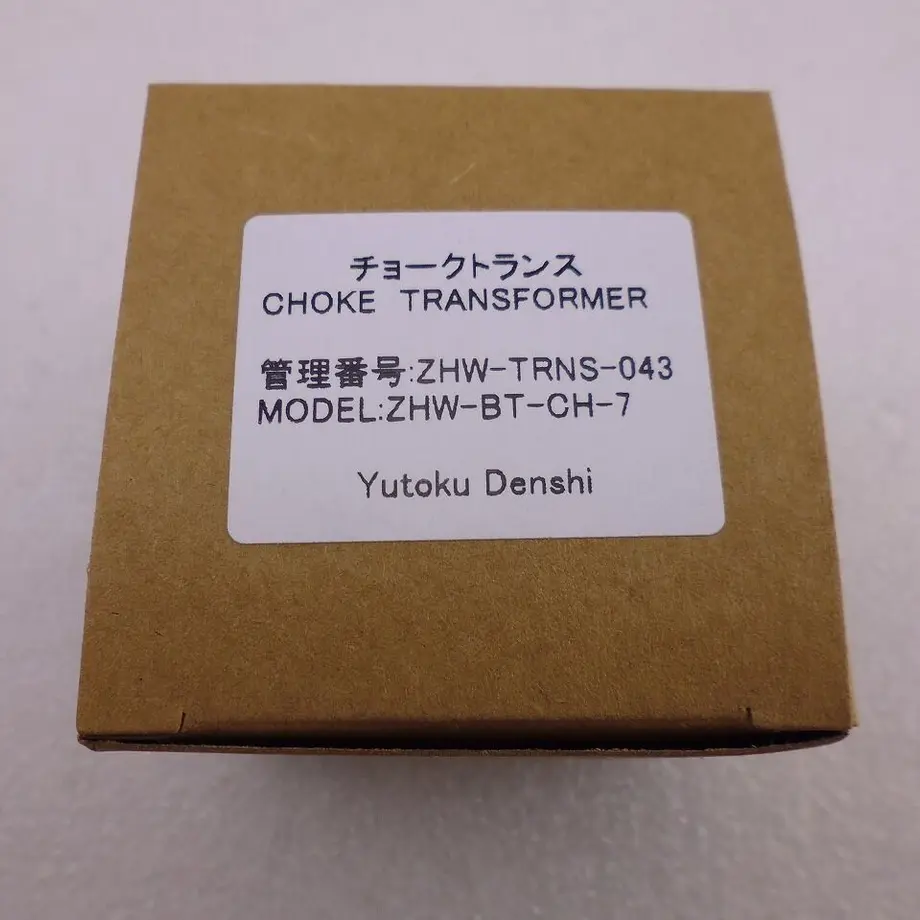 チョークトランス
CHOKE TRANSFORMER
管理番号:ZHW-TRNS-043
MODEL:ZHW-BT-CH-7
Yutoku Denshi